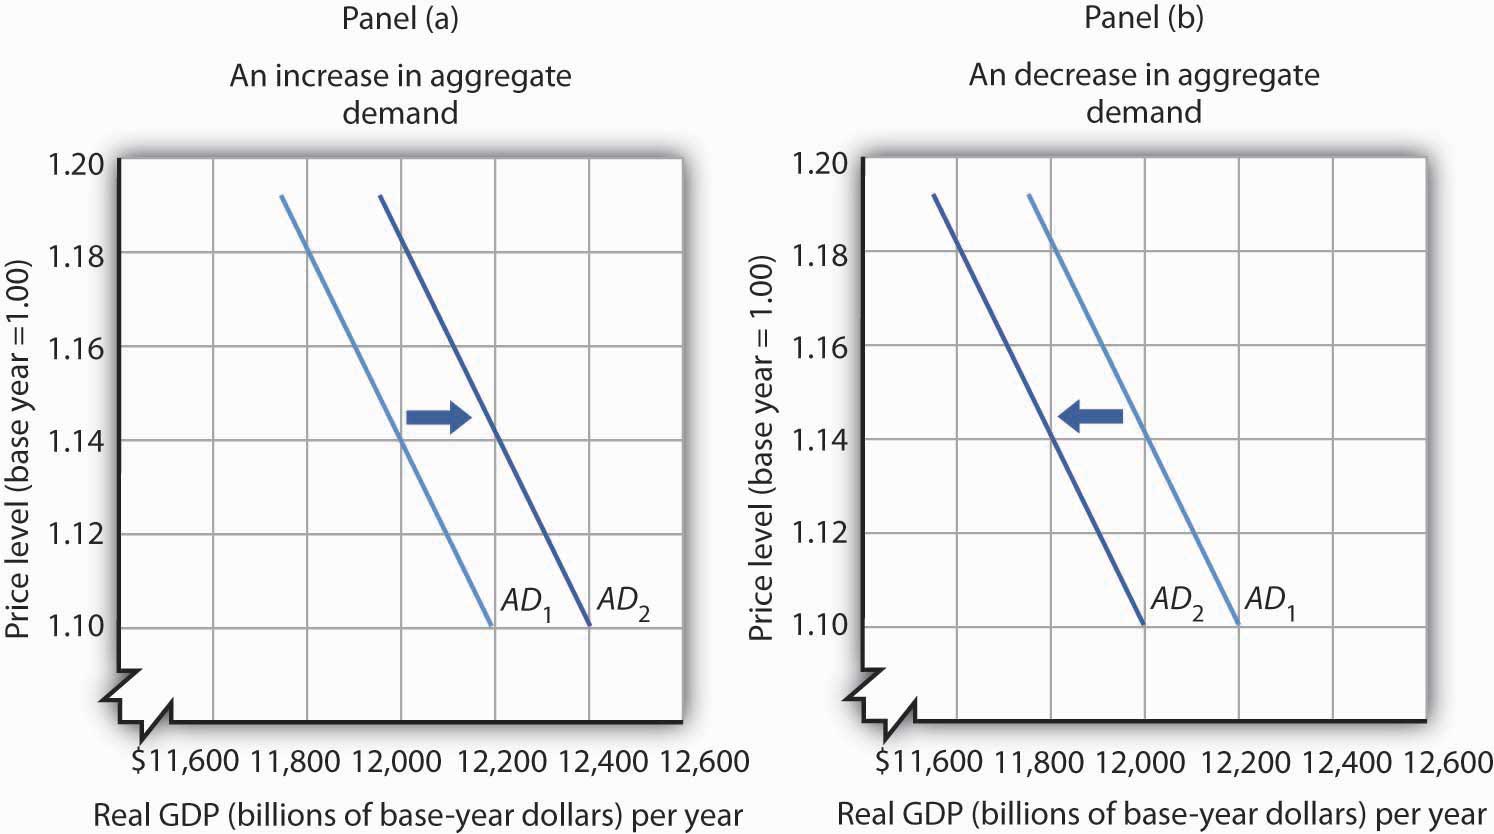 Panel (a)
An increase in aggregate
demand
1.20
1.18
1.16
1.14
1.12
1.10
Price level (base year =1.00)
AD1
AD2
$11,600 11,800 12,000 12,200 12,400 12,600
Real GDP (billions of base-year dollars) per year
Panel (b)
An decrease in aggregate
demand
1.20
1.18
1.16
1.14
1.12
1.10
Price level (base year = 1.00)
AD2
AD1
$11,600 11,800 12,000 12,200 12,400 12,600
Real GDP (billions of base-year dollars) per year